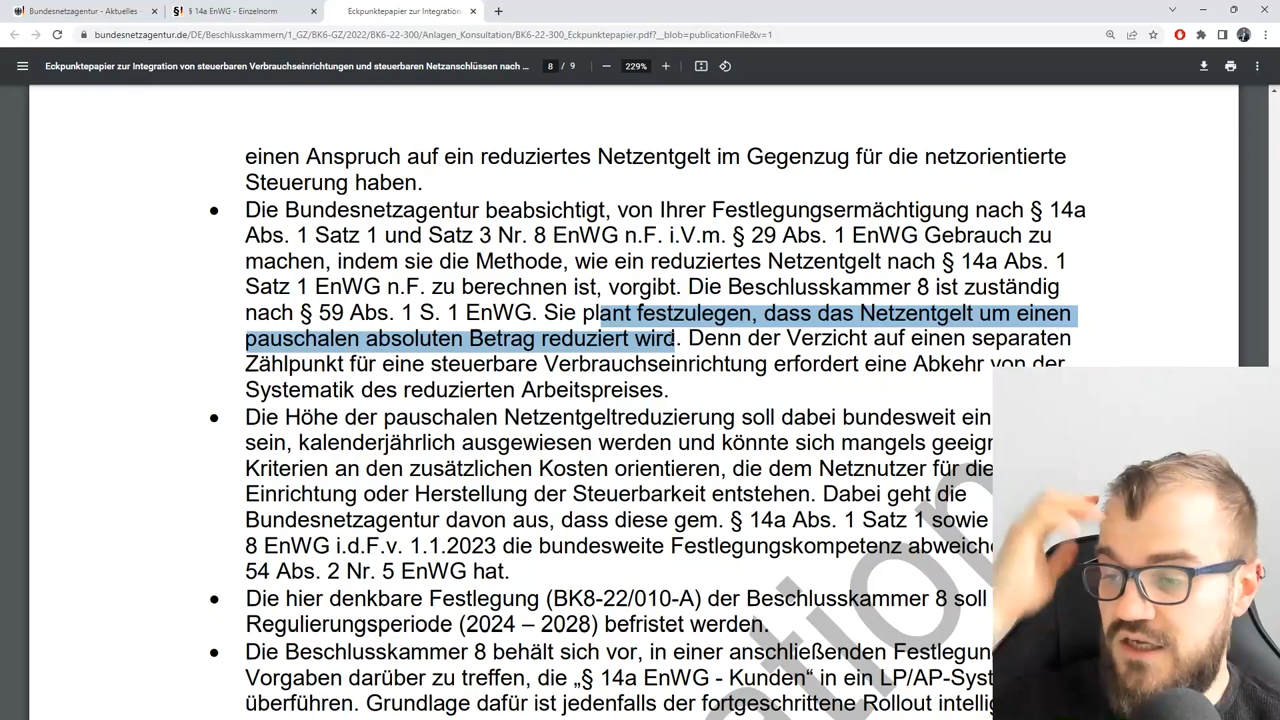 Bundesnetzagentur - Aktuelles
§ 14a EnWG - Einzelnorm
Eckpunktepapier zur Integration
bundesnetzagentur.de/DE/Beschlusskammern/1_GZ/BK6-GZ/2022/BK6-22-300/Anlagen_Konsultation/BK6-22-300_Eckpunktepapier.pdf?__blob=publicationFile&v=1
Eckpunktepapier zur Integration von steuerbaren Verbrauchseinrichtungen und steuerbaren Netzanschlüssen nach ...
8 / 9
229%
einen Anspruch auf ein reduziertes Netzentgelt im Gegenzug für die netzorientierte
Steuerung haben.
• Die Bundesnetzagentur beabsichtigt, von Ihrer Festlegungsermächtigung nach § 14a
Abs. 1 Satz 1 und Satz 3 Nr. 8 EnWG n.F. i.V.m. § 29 Abs. 1 EnWG Gebrauch zu
machen, indem sie die Methode, wie ein reduziertes Netzentgelt nach § 14a Abs. 1
Satz 1 EnWG n.F. zu berechnen ist, vorgibt. Die Beschlusskammer 8 ist zuständig
nach § 59 Abs. 1 S. 1 EnWG. Sie plant festzulegen, dass das Netzentgelt um einen
pauschalen absoluten Betrag reduziert wird. Denn der Verzicht auf einen separaten
Zählpunkt für eine steuerbare Verbrauchseinrichtung erfordert eine Abkehr von der
Systematik des reduzierten Arbeitspreises.
• Die Höhe der pauschalen Netzentgeltreduzierung soll dabei bundesweit ein
sein, kalenderjährlich ausgewiesen werden und könnte sich mangels geeign
Kriterien an den zusätzlichen Kosten orientieren, die dem Netznutzer für die
Einrichtung oder Herstellung der Steuerbarkeit entstehen. Dabei geht die
Bundesnetzagentur davon aus, dass diese gem. § 14a Abs. 1 Satz 1 sowie
8 EnWG i.d.F.v. 1.1.2023 die bundesweite Festlegungskompetenz abweiche
54 Abs. 2 Nr. 5 EnWG hat.
• Die hier denkbare Festlegung (BK8-22/010-A) der Beschlusskammer 8 soll
Regulierungsperiode (2024 – 2028) befristet werden.
• Die Beschlusskammer 8 behält sich vor, in einer anschließenden Festlegun
Vorgaben darüber zu treffen, die „§ 14a EnWG - Kunden“ in ein LP/AP-Syst
überführen. Grundlage dafür ist jedenfalls der fortgeschrittene Rollout intellig